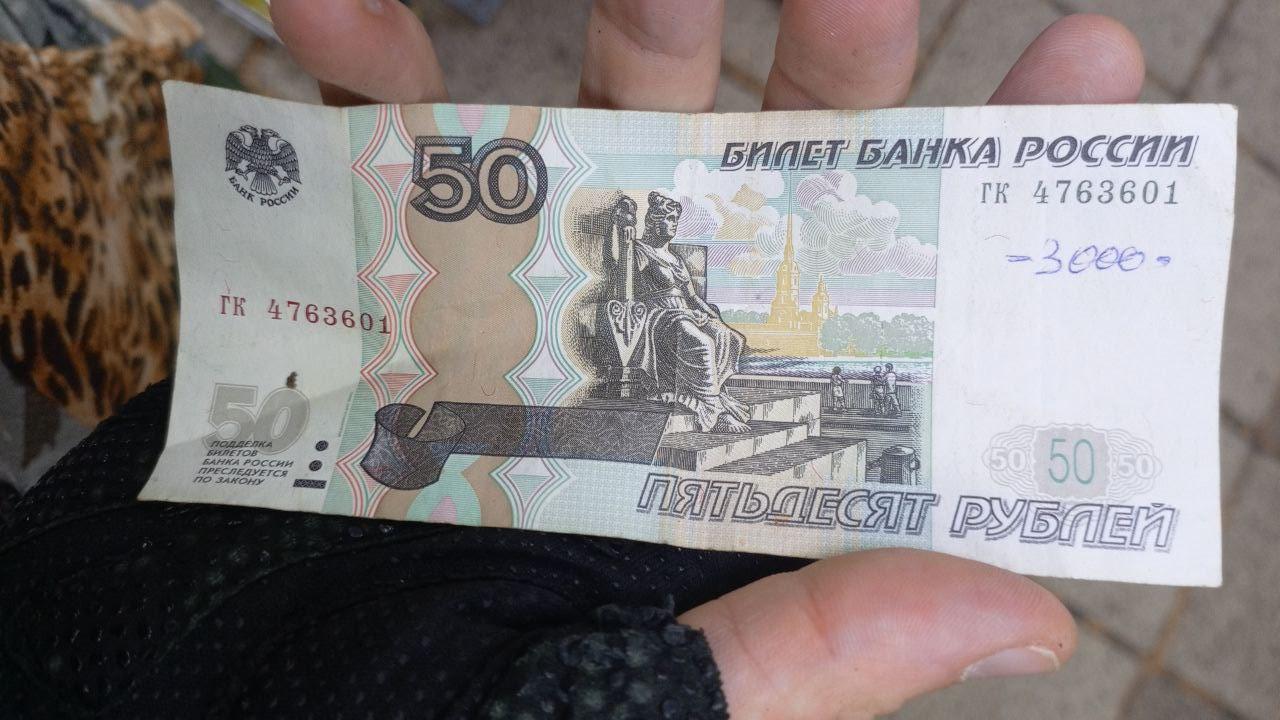 БАНК РОССИИ
50
БИЛЕТ БАНКА РОССИИ
ГК 4763601
-3000-
ГК 4763601
50
ПОДДЕЛКА
БИЛЕТОВ
БАНКА РОССИИ
ПРЕСЛЕДУЕТСЯ
ПО ЗАКОНУ
50 50 50
ПЯТЬДЕСЯТ РУБЛЕЙ